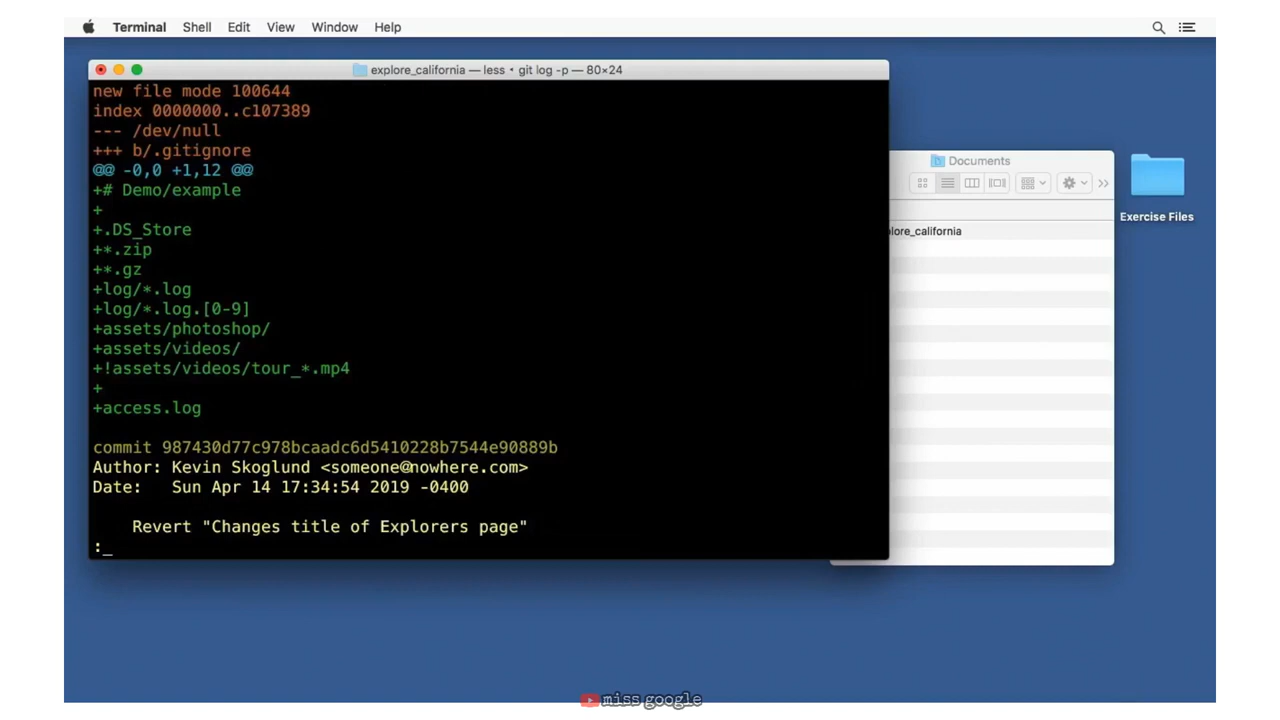 Terminal Shell Edit View Window Help
explore_california — less • git log -p — 80×24
new file mode 100644
index 0000000..c107389
--- /dev/null
+++ b/.gitignore
@@ -0,0 +1,12 @@
+# Demo/example
+
+.DS_Store
+*.zip
+*.gz
+log/*.log
+log/*.log.[0-9]
+assets/photoshop/
+assets/videos/
+!assets/videos/tour_*.mp4
+
+access.log
commit 987430d77c978bcaadc6d5410228b7544e90889b
Author: Kevin Skoglund <someone@nowhere.com>
Date:   Sun Apr 14 17:34:54 2019 -0400
Revert "Changes title of Explorers page"
:_
Documents
lore_california
Exercise Files
miss google